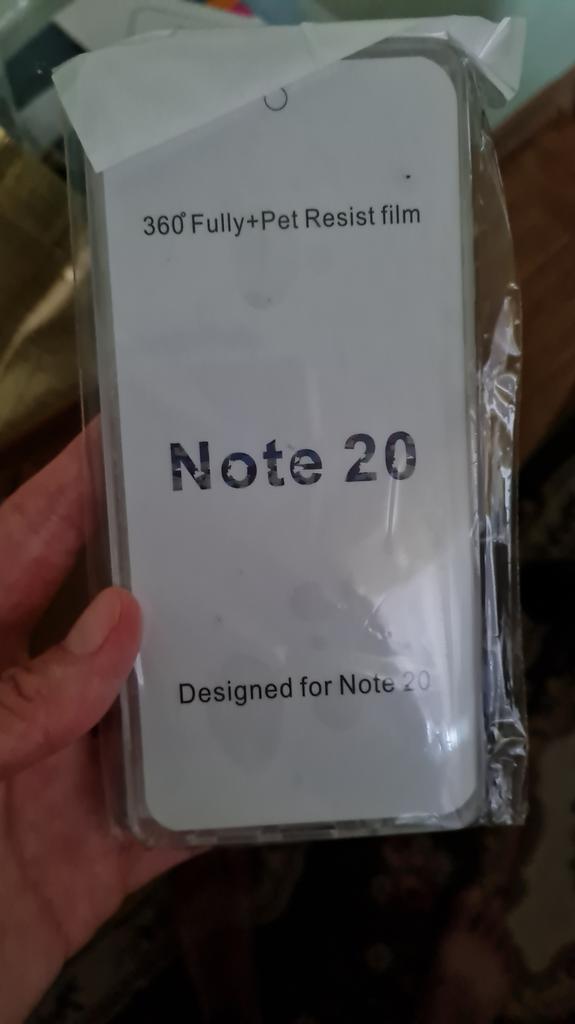 360° Fully+Pet Resist film
Note 20
Designed for Note 20